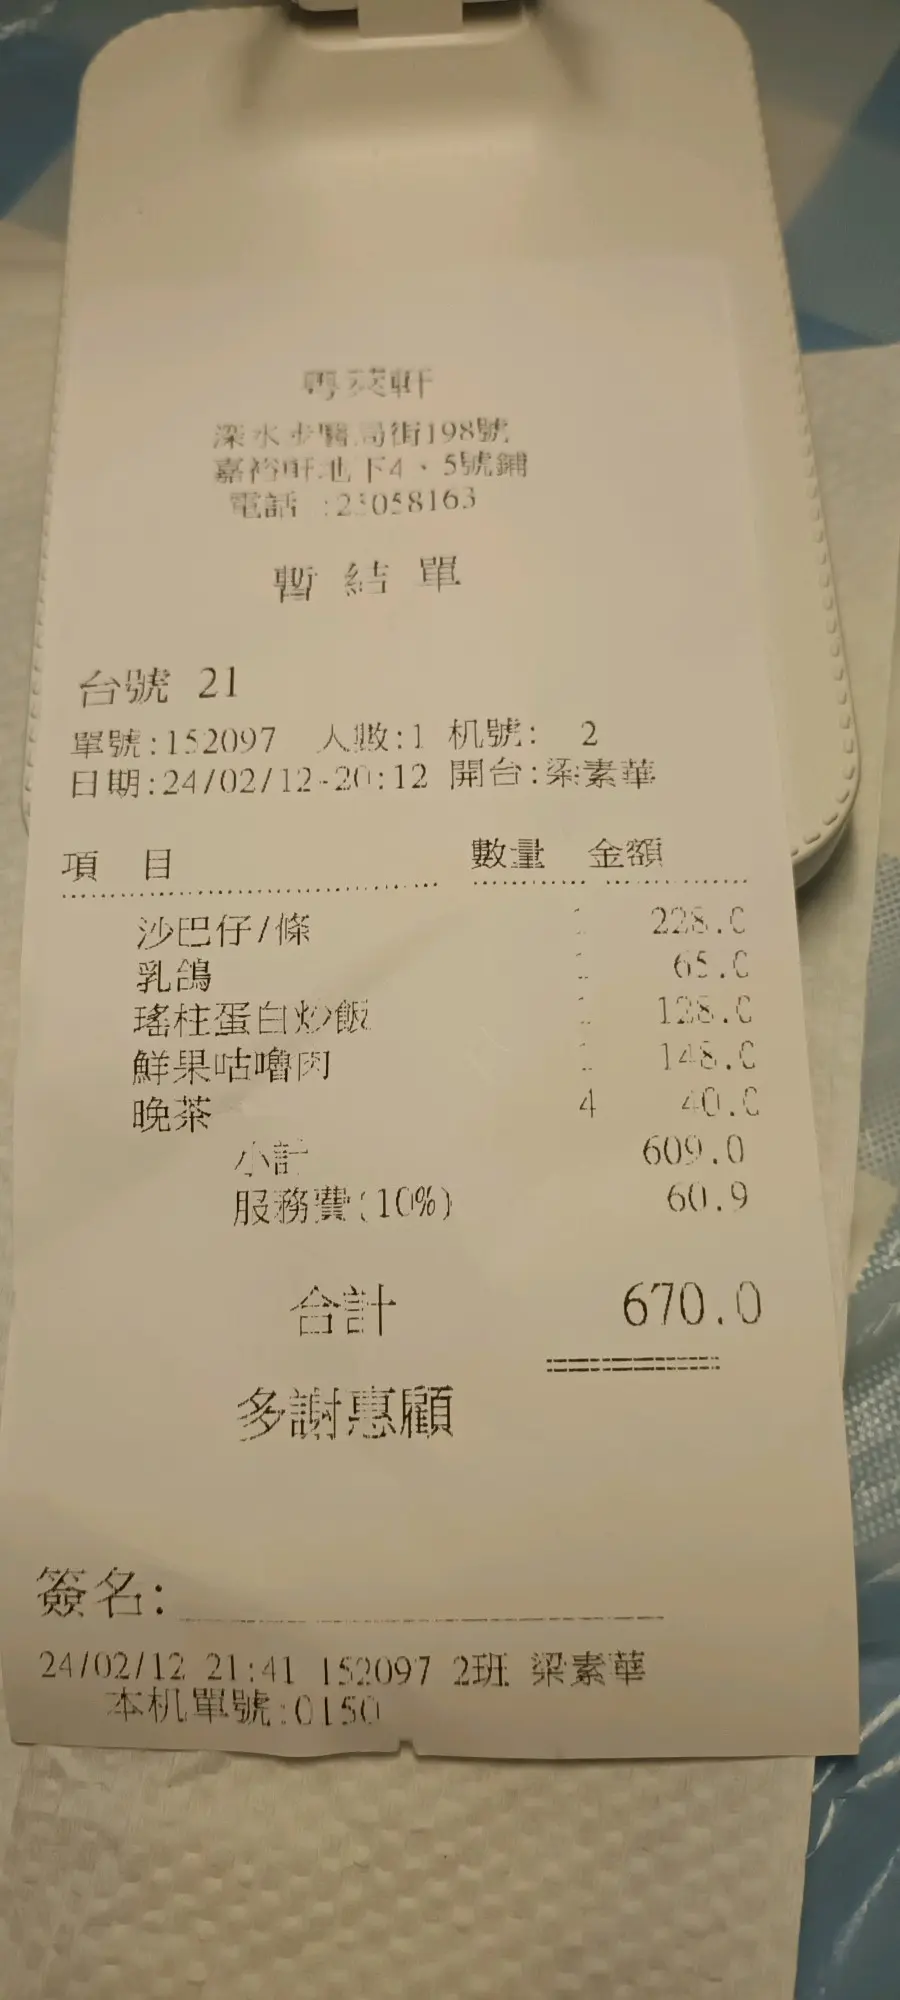 粵羙軒
深水步醫局街198號
嘉裕軒地下4、5號鋪
電話 :23058163
暫 結 單
台號 21
單號:152097 人數:1 机號: 2
日期:24/02/12-20:12 開台:梁素華
項 目 數量 金額
沙巴仔/條 1 228.0
乳鴿 1 65.0
瑤柱蛋白炒飯 1 128.0
鮮果咕嚕肉 1 148.0
晚茶 4 40.0
小計 609.0
服務費(10%) 60.9
合計 670.0
多謝惠顧
簽名:
24/02/12 21:41 152097 2班 梁素華
本机單號:0150